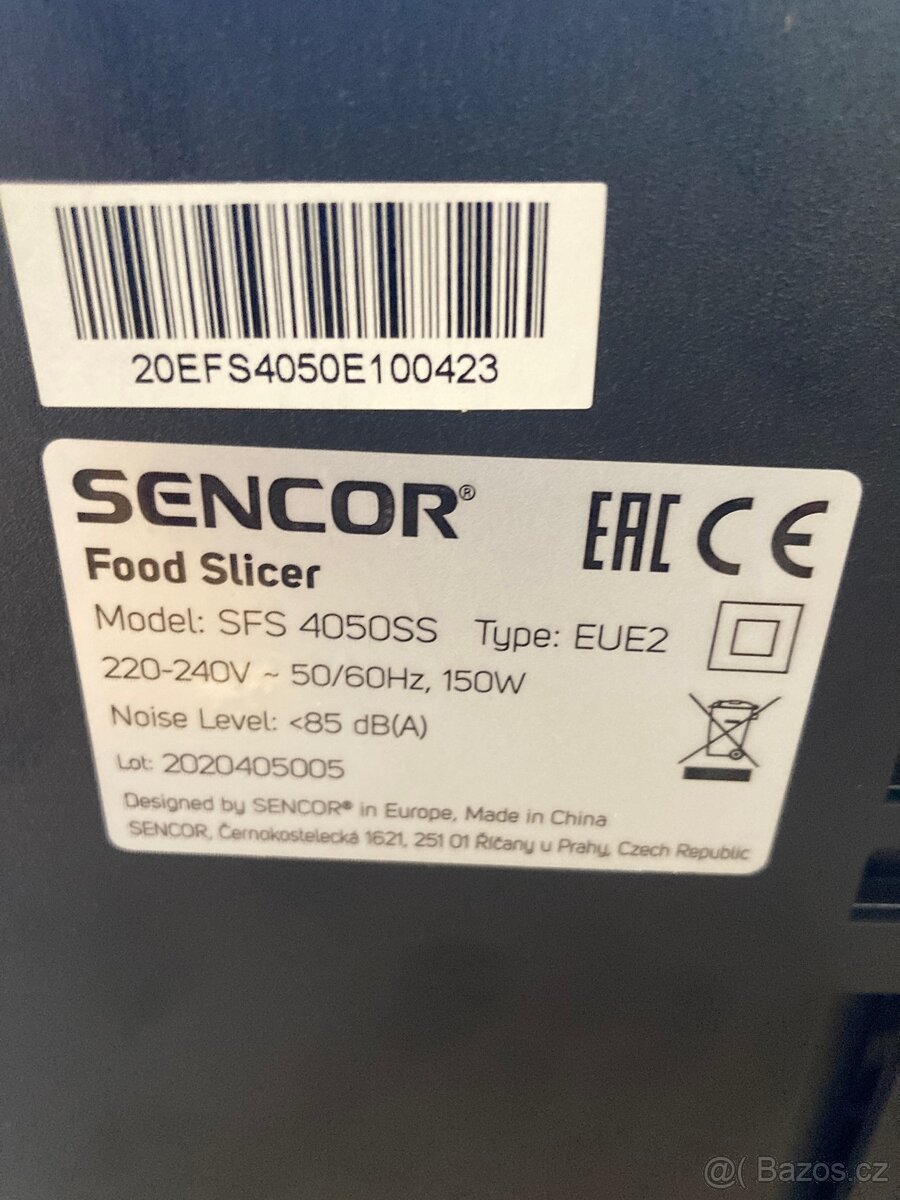 20EFS4050E100423
SENCOR®
EAC CE
Food Slicer
Model: SFS 4050SS Type: EUE2
220-240V ~ 50/60Hz, 150W
Noise Level: <85 dB(A)
Lot: 2020405005
Designed by SENCOR® in Europe, Made in China
SENCOR, Černokostelecká 1621, 251 01 Říčany u Prahy, Czech Republic
@( Bazos.cz